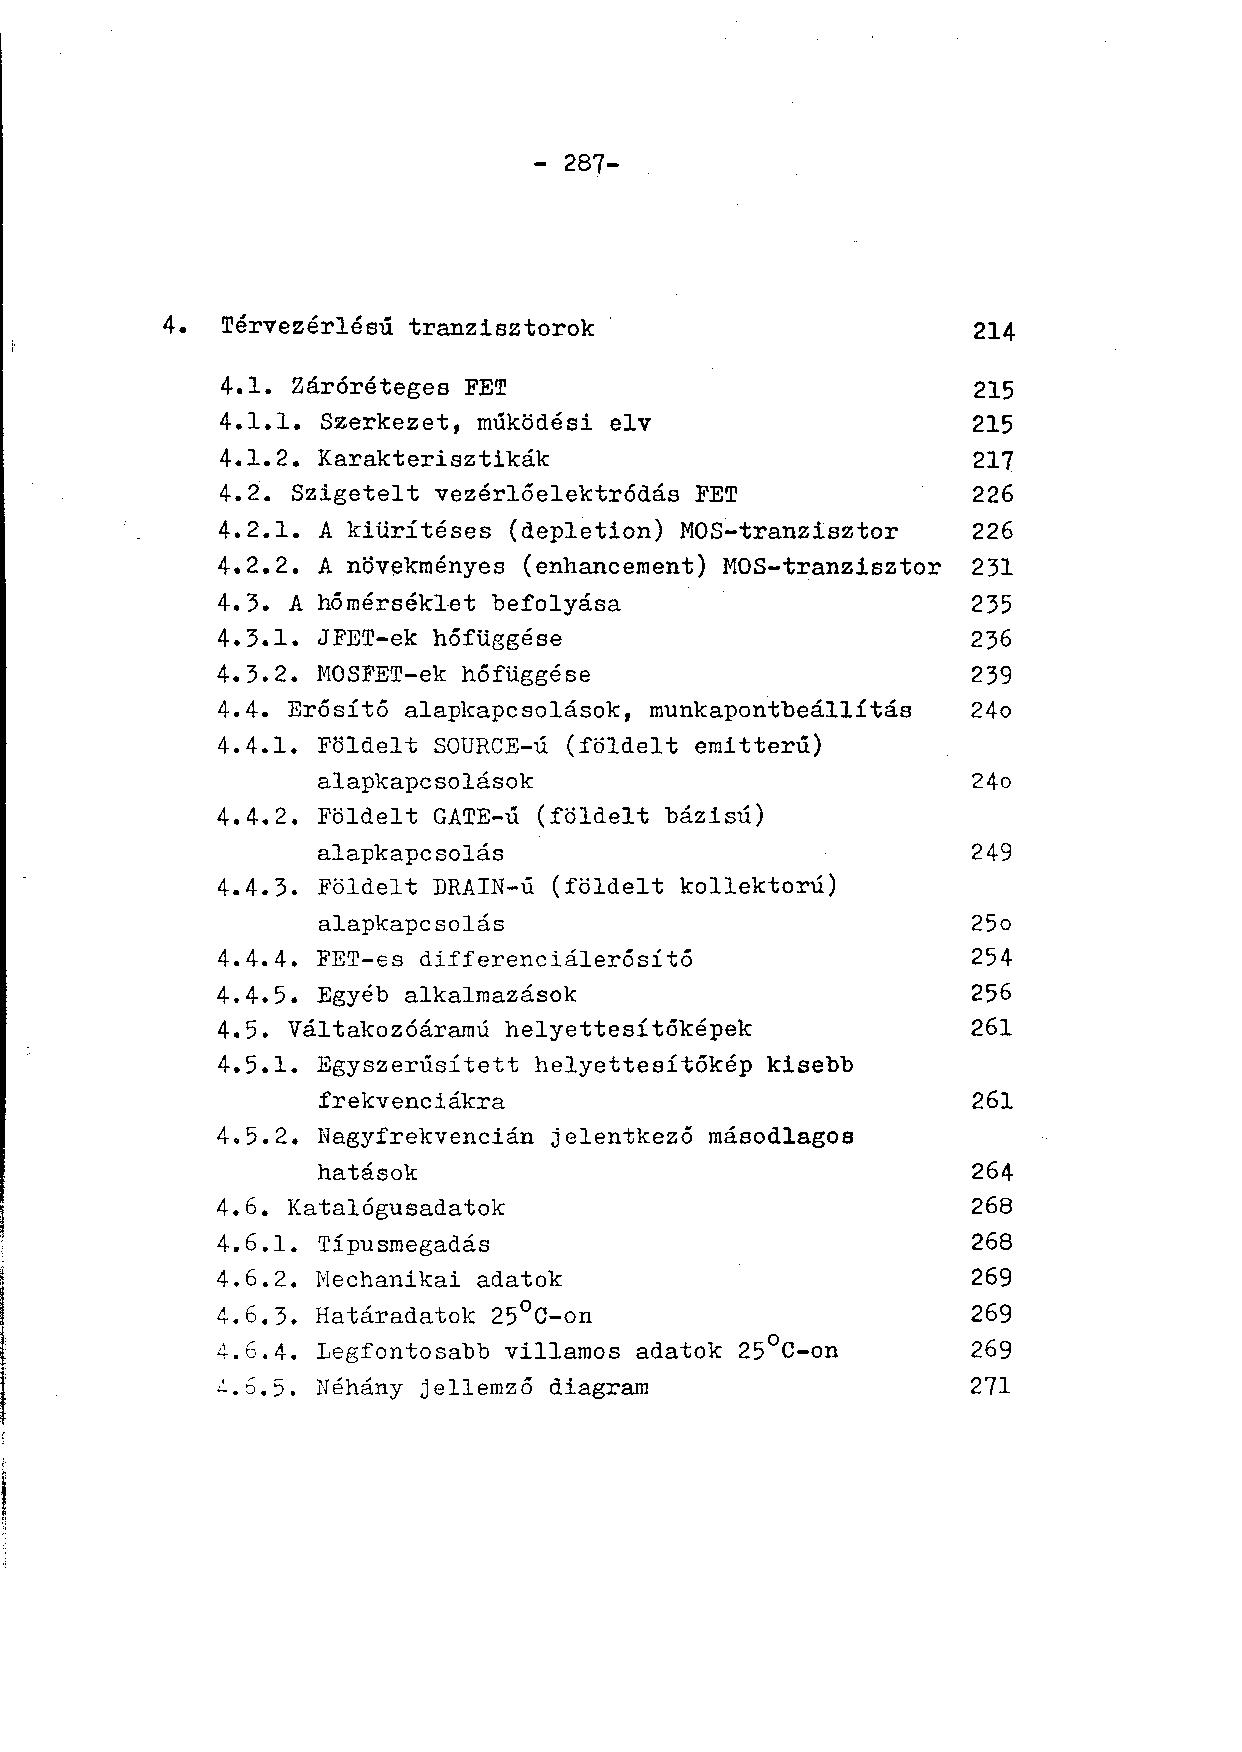 - 287-
4. Térvezérlésű tranzisztorok 214
4.1. Záróréteges FET 215
4.1.1. Szerkezet, működési elv 215
4.1.2. Karakterisztikák 217
4.2. Szigetelt vezérlőelektródás FET 226
4.2.1. A kiürítéses (depletion) MOS-tranzisztor 226
4.2.2. A növekményes (enhancement) MOS-tranzisztor 231
4.3. A hőmérséklet befolyása 235
4.3.1. JFET-ek hőfüggése 236
4.3.2. MOSFET-ek hőfüggése 239
4.4. Erősítő alapkapcsolások, munkapontbeállítás 24o
4.4.1. Földelt SOURCE-ú (földelt emitterű)
alapkapcsolások 24o
4.4.2. Földelt GATE-ű (földelt bázisú)
alapkapcsolás 249
4.4.3. Földelt DRAIN-ű (földelt kollektorú)
alapkapcsolás 25o
4.4.4. FET-es differenciálerősítő 254
4.4.5. Egyéb alkalmazások 256
4.5. Váltakozóáramú helyettesítőképek 261
4.5.1. Egyszerűsített helyettesítőkép kisebb
frekvenciákra 261
4.5.2. Nagyfrekvencián jelentkező másodlagos
hatások 264
4.6. Katalógusadatok 268
4.6.1. Típusmegadás 268
4.6.2. Mechanikai adatok 269
4.6.3. Határadatok 25°C-on 269
4.6.4. Legfontosabb villamos adatok 25°C-on 269
4.6.5. Néhány jellemző diagram 271